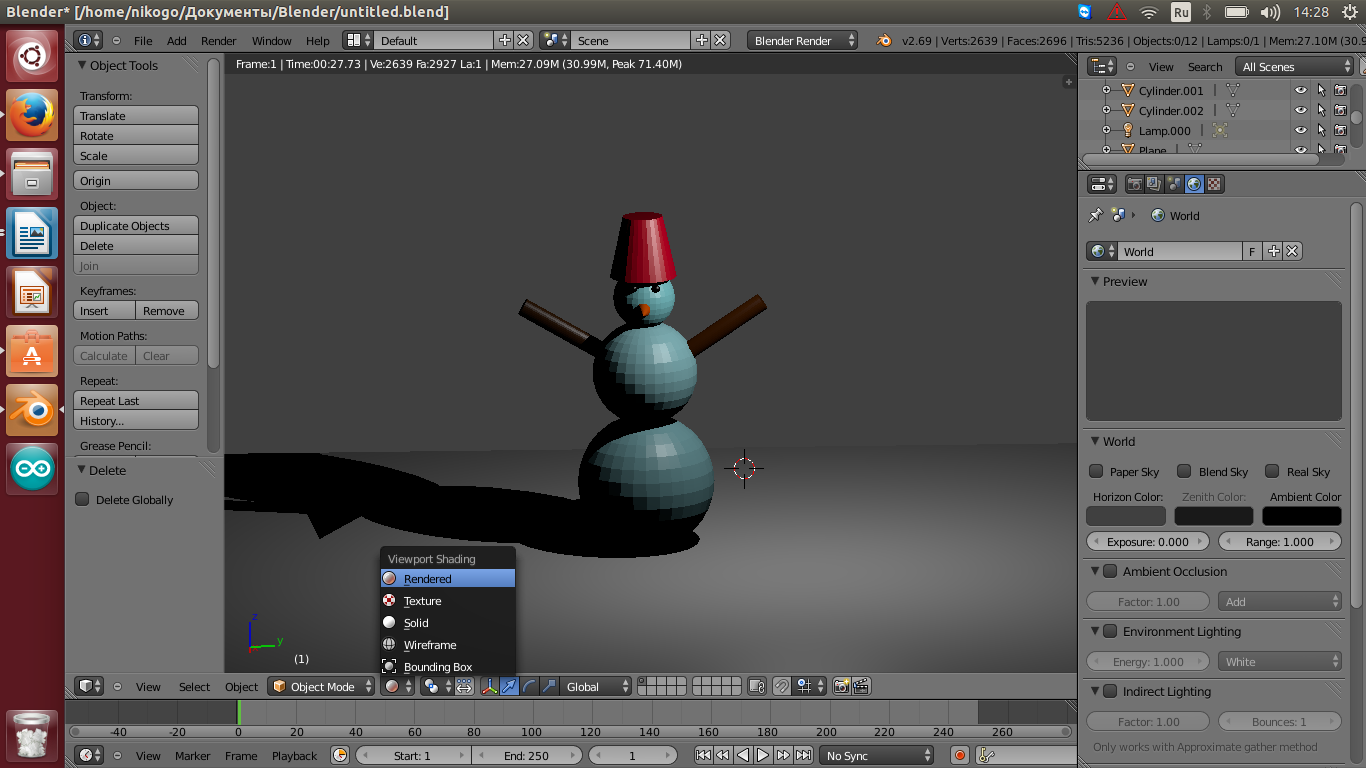 Blender* [/home/nikogo/Документы/Blender/untitled.blend]
Ru
14:28
File Add Render Window Help
Default
Scene
Blender Render
v2.69 | Verts:2639 | Faces:2696 | Tris:5236 | Objects:0/12 | Lamps:0/1 | Mem:27.10M (30.9
Object Tools
Transform:
Translate
Rotate
Scale
Origin
Object:
Duplicate Objects
Delete
Join
Keyframes:
Insert Remove
Motion Paths:
Calculate Clear
Repeat:
Repeat Last
History...
Grease Pencil:
Delete
Delete Globally
Frame:1 | Time:00:27.73 | Ve:2639 Fa:2927 La:1 | Mem:27.09M (30.99M, Peak 71.40M)
z
y
(1)
Viewport Shading
Rendered
Texture
Solid
Wireframe
Bounding Box
View Select Object
Object Mode
Global
View Search All Scenes
Cylinder.001
Cylinder.002
Lamp.000
Plane
World
World
F
Preview
World
Paper Sky Blend Sky Real Sky
Horizon Color: Zenith Color: Ambient Color
Exposure: 0.000 Range: 1.000
Ambient Occlusion
Factor: 1.00 Add
Environment Lighting
Energy: 1.000 White
Indirect Lighting
Factor: 1.00 Bounces: 1
Only works with Approximate gather method
-40 -20 0 20 40 60 80 100 120 140 160 180 200 220 240 260
View Marker Frame Playback
Start: 1 End: 250
1
No Sync